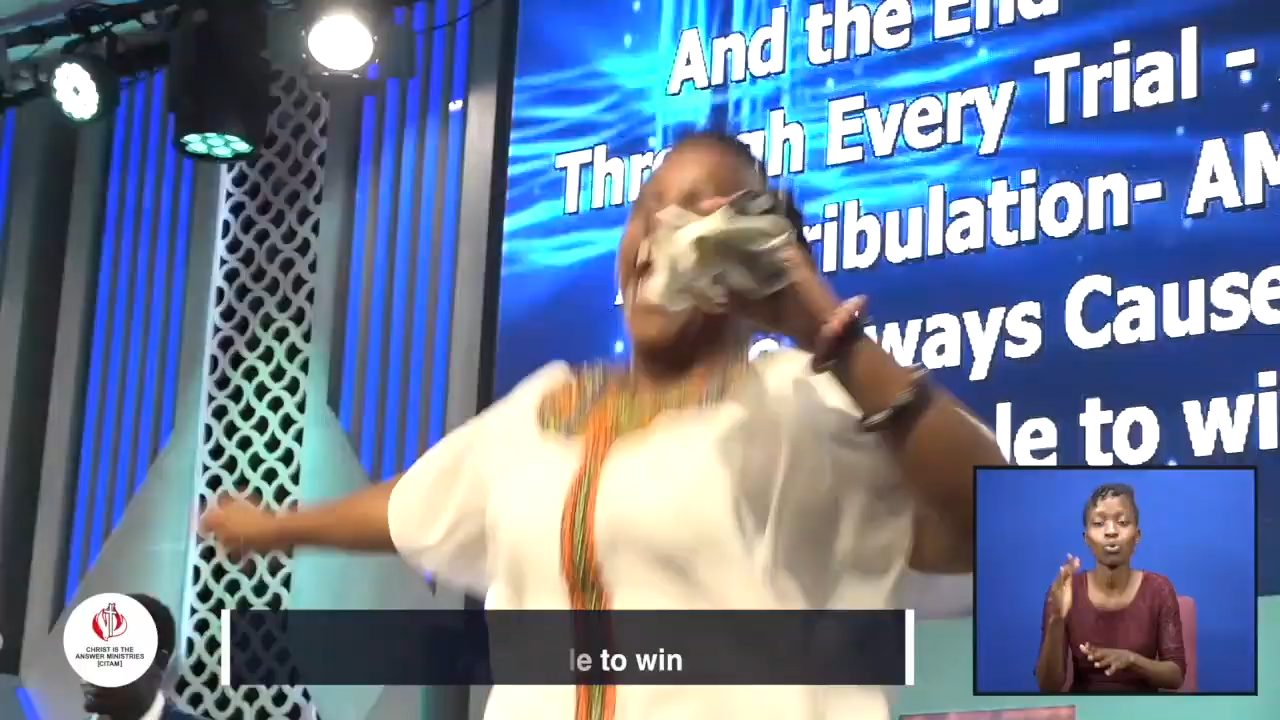 And the End
Every Trial -
ribulation- AM
ways Cause
le to wi
CHRIST IS THE
ANSWER MINISTRIES
[CITAM]
le to win